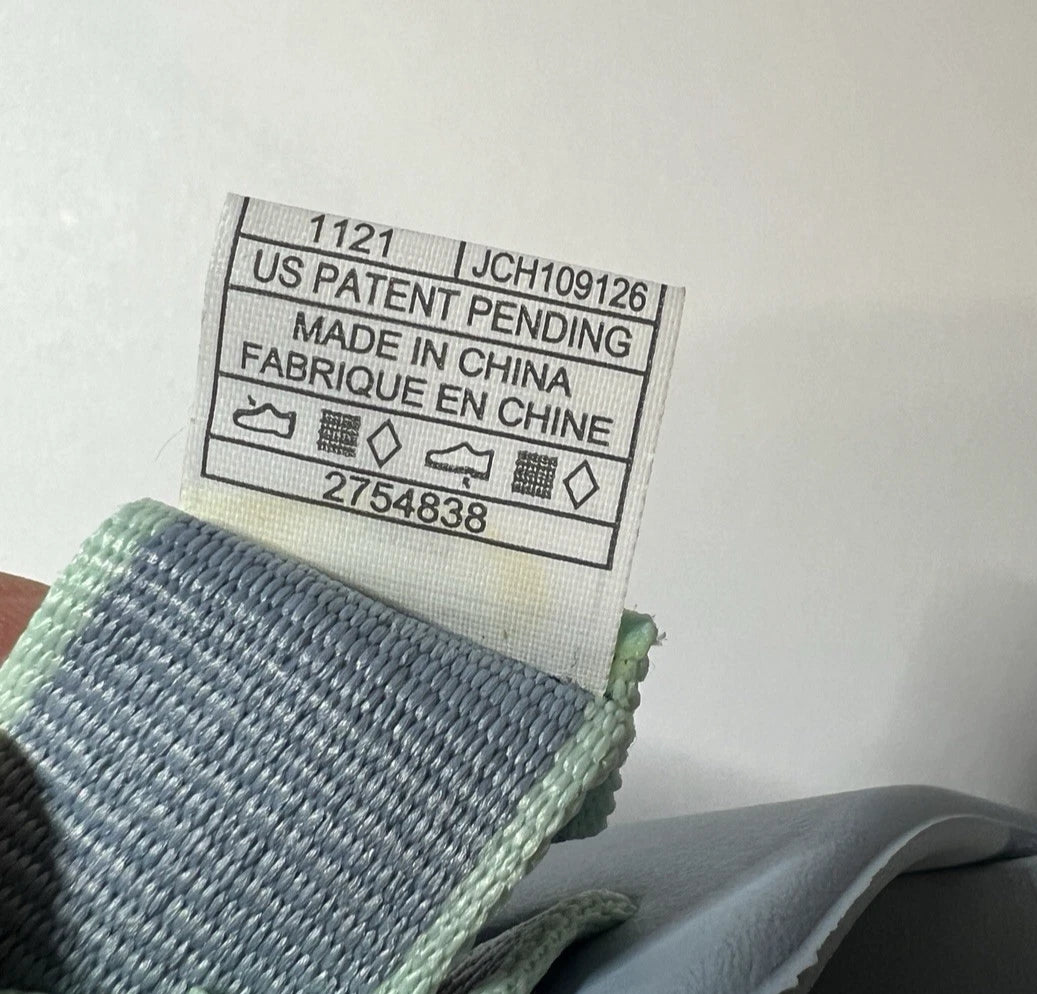 1121 JCH109126
US PATENT PENDING
MADE IN CHINA
FABRIQUE EN CHINE
2754838